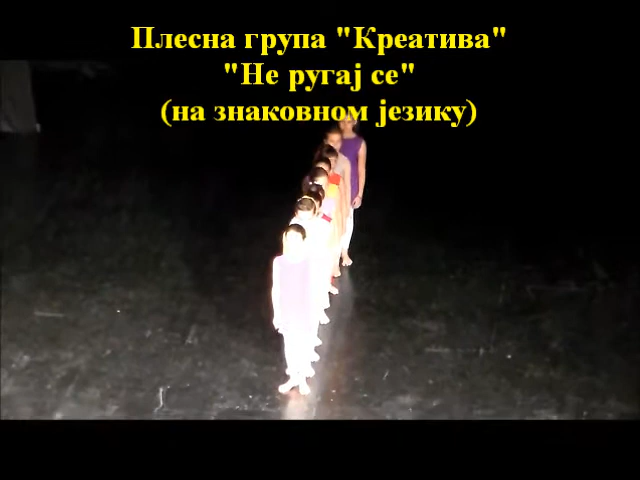 Плесна група "Креатива"
"Не ругај се"
(на знаковном језику)